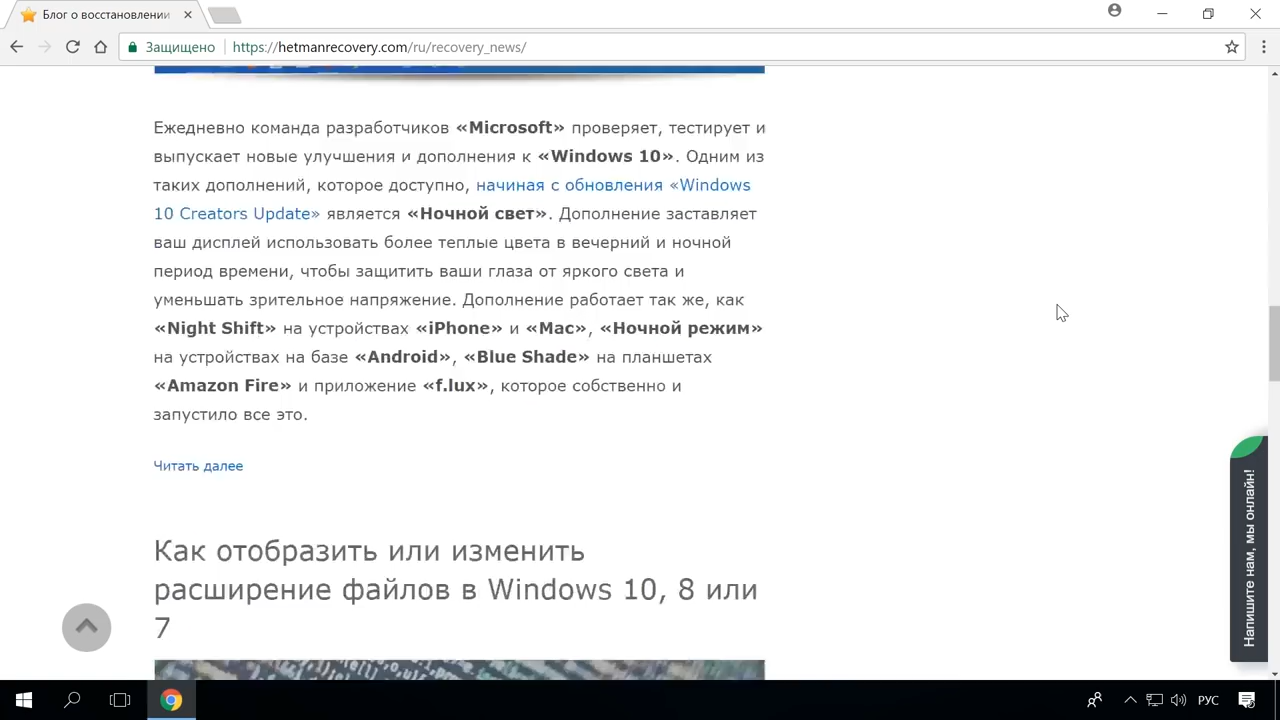 Блог о восстановлении
Защищено
https://hetmanrecovery.com/ru/recovery_news/
Ежедневно команда разработчиков «Microsoft» проверяет, тестирует и
выпускает новые улучшения и дополнения к «Windows 10». Одним из
таких дополнений, которое доступно, начиная с обновления «Windows
10 Creators Update» является «Ночной свет». Дополнение заставляет
ваш дисплей использовать более теплые цвета в вечерний и ночной
период времени, чтобы защитить ваши глаза от яркого света и
уменьшать зрительное напряжение. Дополнение работает так же, как
«Night Shift» на устройствах «iPhone» и «Mac», «Ночной режим»
на устройствах на базе «Android», «Blue Shade» на планшетах
«Amazon Fire» и приложение «f.lux», которое собственно и
запустило все это.
Читать далее
Как отобразить или изменить
расширение файлов в Windows 10, 8 или
7
Напишите нам, мы онлайн!
РУС